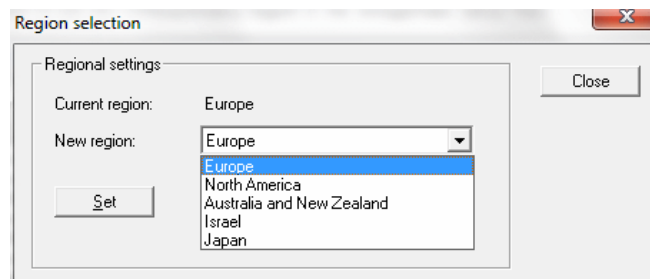 Region selection
Regional settings
Close
Current region: Europe
New region: Europe
Europe
North America
Set
Australia and New Zealand
Israel
Japan